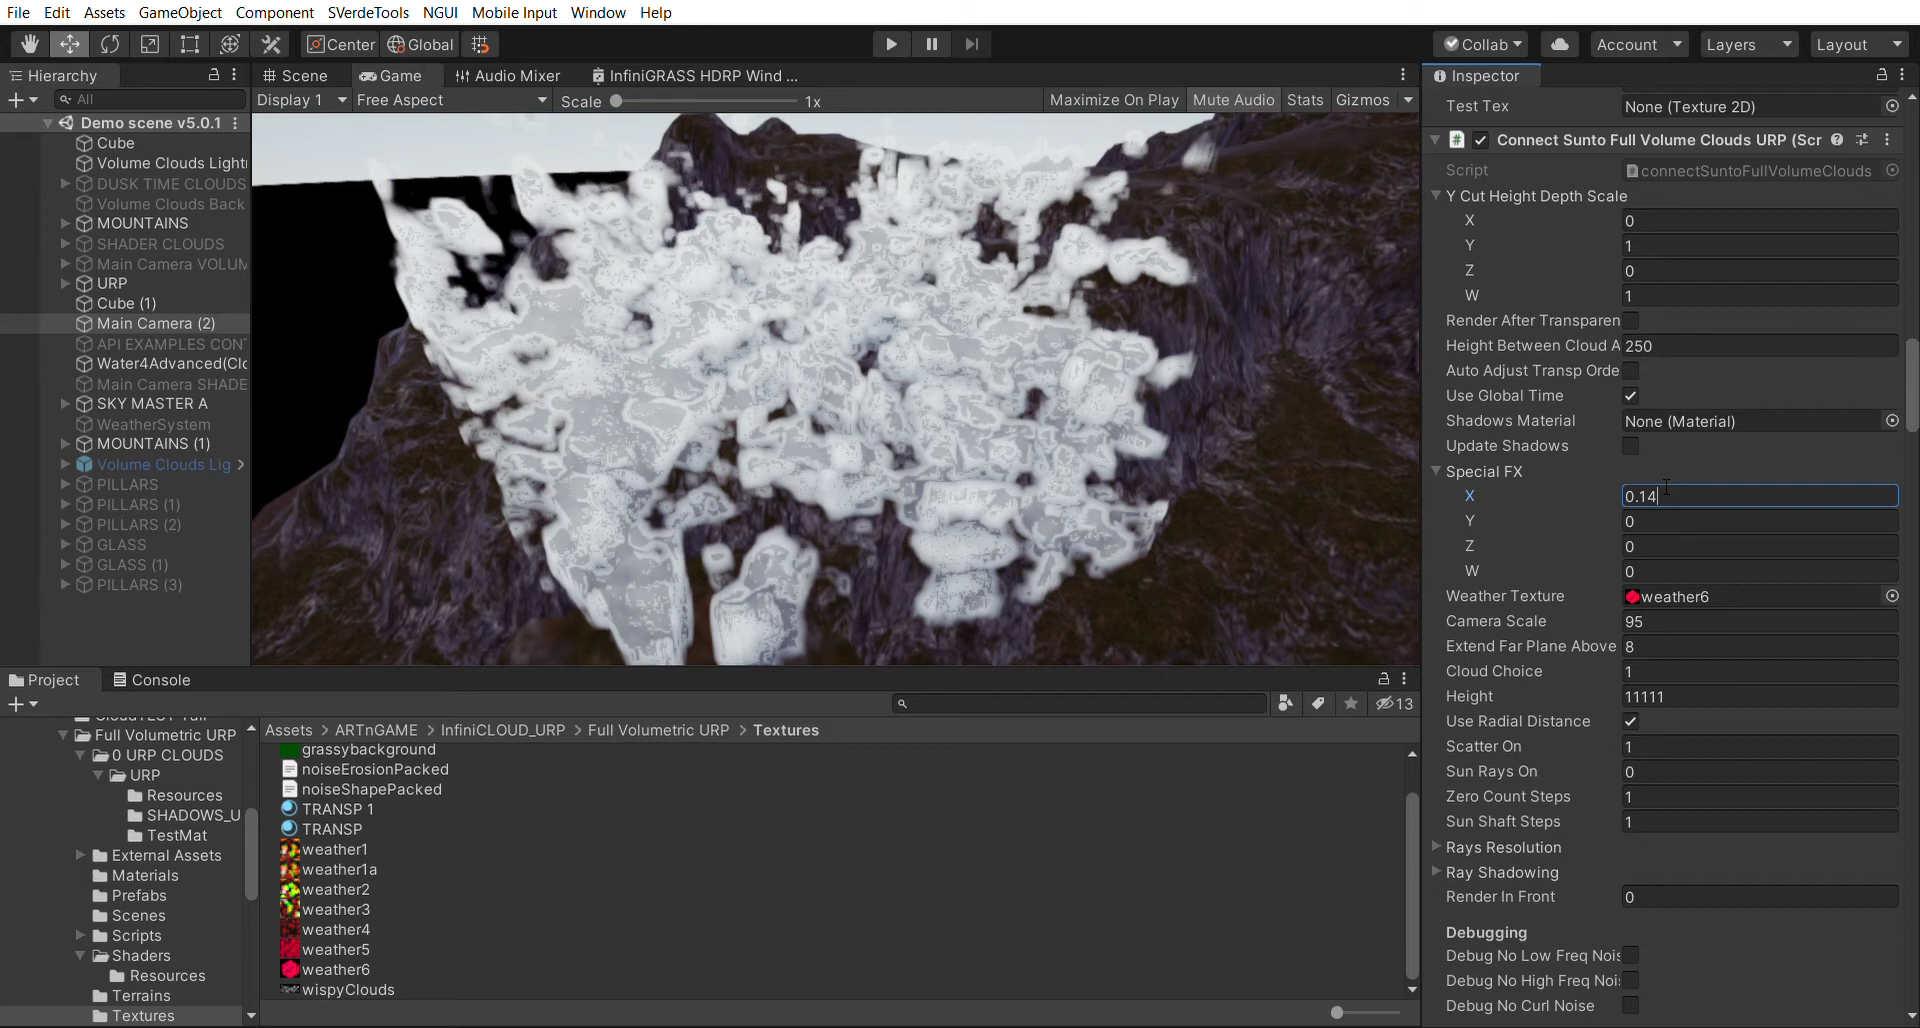 File Edit Assets GameObject Component SVerdeTools NGUI Mobile Input Window Help
Center Global
Collab Account Layers Layout
Hierarchy
All
Demo scene v5.0.1
Cube
Volume Clouds Light
DUSK TIME CLOUDS
Volume Clouds Back
MOUNTAINS
SHADER CLOUDS
Main Camera VOLUM
URP
Cube (1)
Main Camera (2)
API EXAMPLES CON
Water4Advanced(Clo
Main Camera SHADE
SKY MASTER A
WeatherSystem
MOUNTAINS (1)
Volume Clouds Lig
PILLARS
PILLARS (1)
PILLARS (2)
GLASS
GLASS (1)
PILLARS (3)
Scene Game Audio Mixer InfiniGRASS HDRP Wind ...
Display 1 Free Aspect Scale 1x Maximize On Play Mute Audio Stats Gizmos
Inspector
Test Tex None (Texture 2D)
Connect Sunto Full Volume Clouds URP (Scr
Script connectSuntoFullVolumeClouds
Y Cut Height Depth Scale
X 0
Y 1
Z 0
W 1
Render After Transparen
Height Between Cloud A 250
Auto Adjust Transp Orde
Use Global Time
Shadows Material None (Material)
Update Shadows
Special FX
X 0.14
Y 0
Z 0
W 0
Weather Texture weather6
Camera Scale 95
Extend Far Plane Above 8
Cloud Choice 1
Height 11111
Use Radial Distance
Scatter On 1
Sun Rays On 0
Zero Count Steps 1
Sun Shaft Steps 1
Rays Resolution
Ray Shadowing
Render In Front 0
Debugging
Debug No Low Freq Nois
Debug No High Freq Noi
Debug No Curl Noise
Project Console
13
Full Volumetric URP
0 URP CLOUDS
URP
Resources
SHADOWS_U
TestMat
External Assets
Materials
Prefabs
Scenes
Scripts
Shaders
Resources
Terrains
Textures
Assets > ARTnGAME > InfiniCLOUD_URP > Full Volumetric URP > Textures
grassybackground
noiseErosionPacked
noiseShapePacked
TRANSP 1
TRANSP
weather1
weather1a
weather2
weather3
weather4
weather5
weather6
wispyClouds